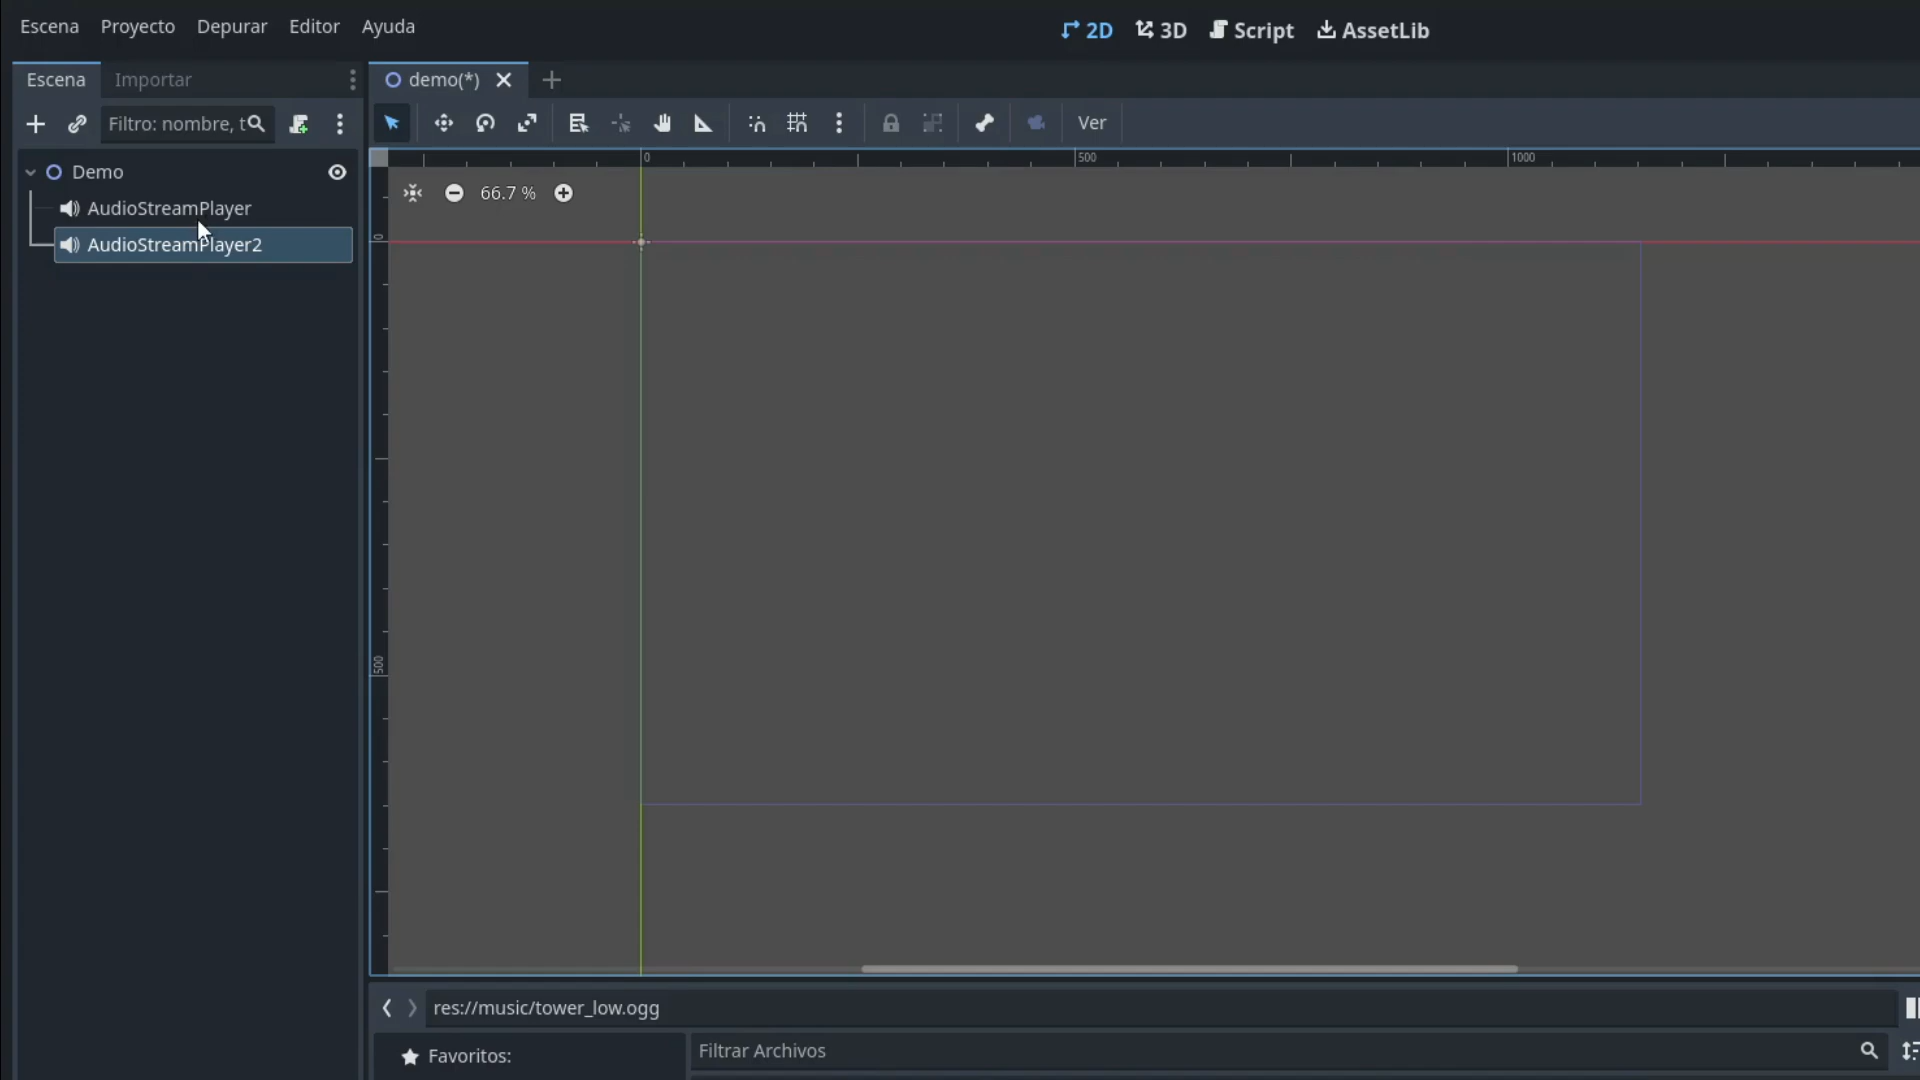 Escena Proyecto Depurar Editor Ayuda
2D 3D Script AssetLib
Escena Importar
demo(*)
Filtro: nombre, t
Ver
Demo
AudioStreamPlayer
AudioStreamPlayer2
0 500 1000
66.7 %
0
500
res://music/tower_low.ogg
Favoritos:
Filtrar Archivos